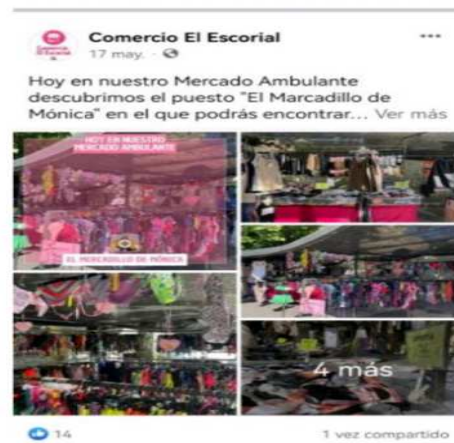 Comercio El Escorial
17 may.
Hoy en nuestro Mercado Ambulante
descubrimos el puesto "El Marcadillo de
Mónica" en el que podrás encontrar... Ver más
HOY EN NUESTRO
MERCADO AMBULANTE
EL MERCADILLO DE MÓNICA
4 más
14
1 vez compartido